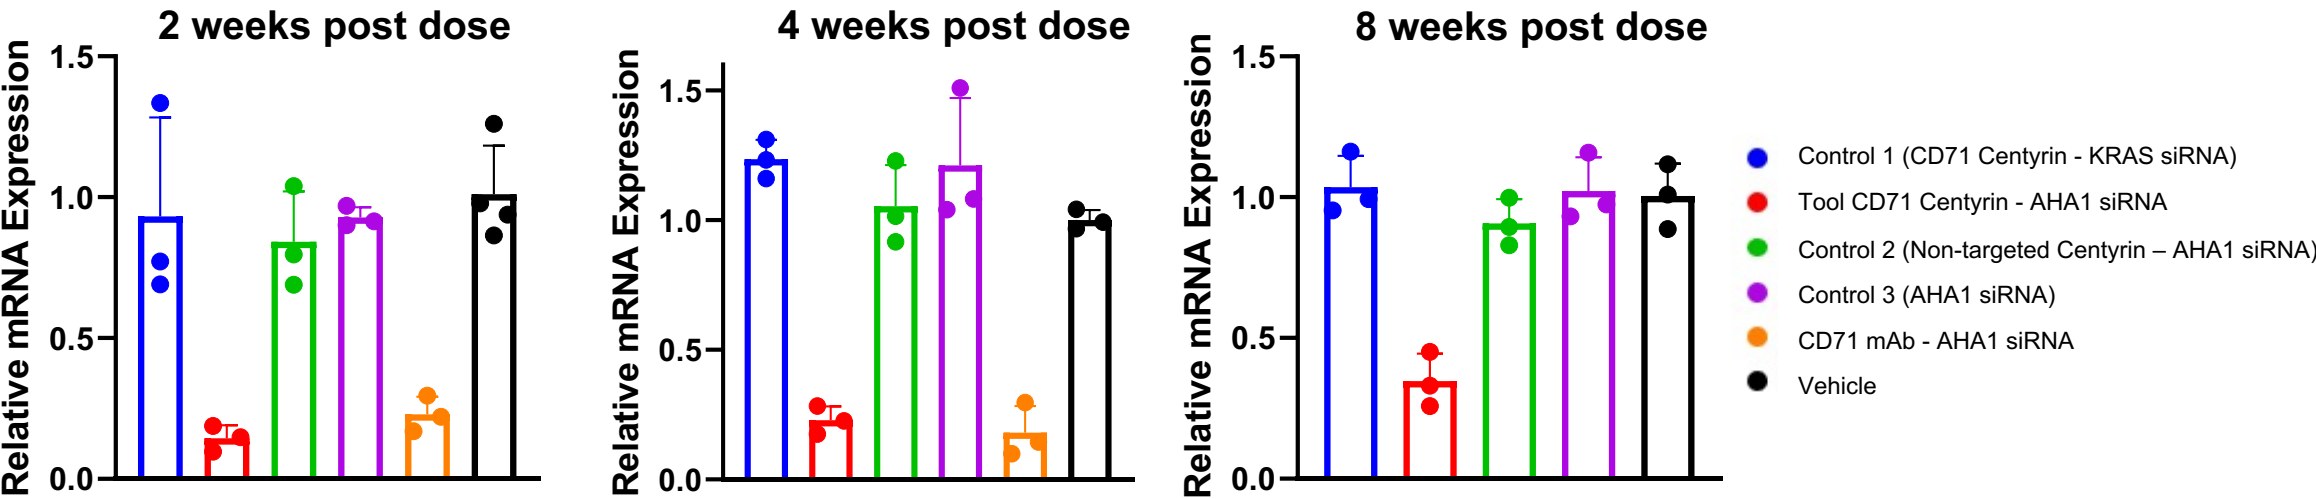 2 weeks post dose
Relative mRNA Expression
1.5
1.0
0.5
0.0
4 weeks post dose
Relative mRNA Expression
1.5
1.0
0.5
0.0
8 weeks post dose
Relative mRNA Expression
1.5
1.0
0.5
0.0
Control 1 (CD71 Centyrin - KRAS siRNA)
Tool CD71 Centyrin - AHA1 siRNA
Control 2 (Non-targeted Centyrin – AHA1 siRNA)
Control 3 (AHA1 siRNA)
CD71 mAb - AHA1 siRNA
Vehicle